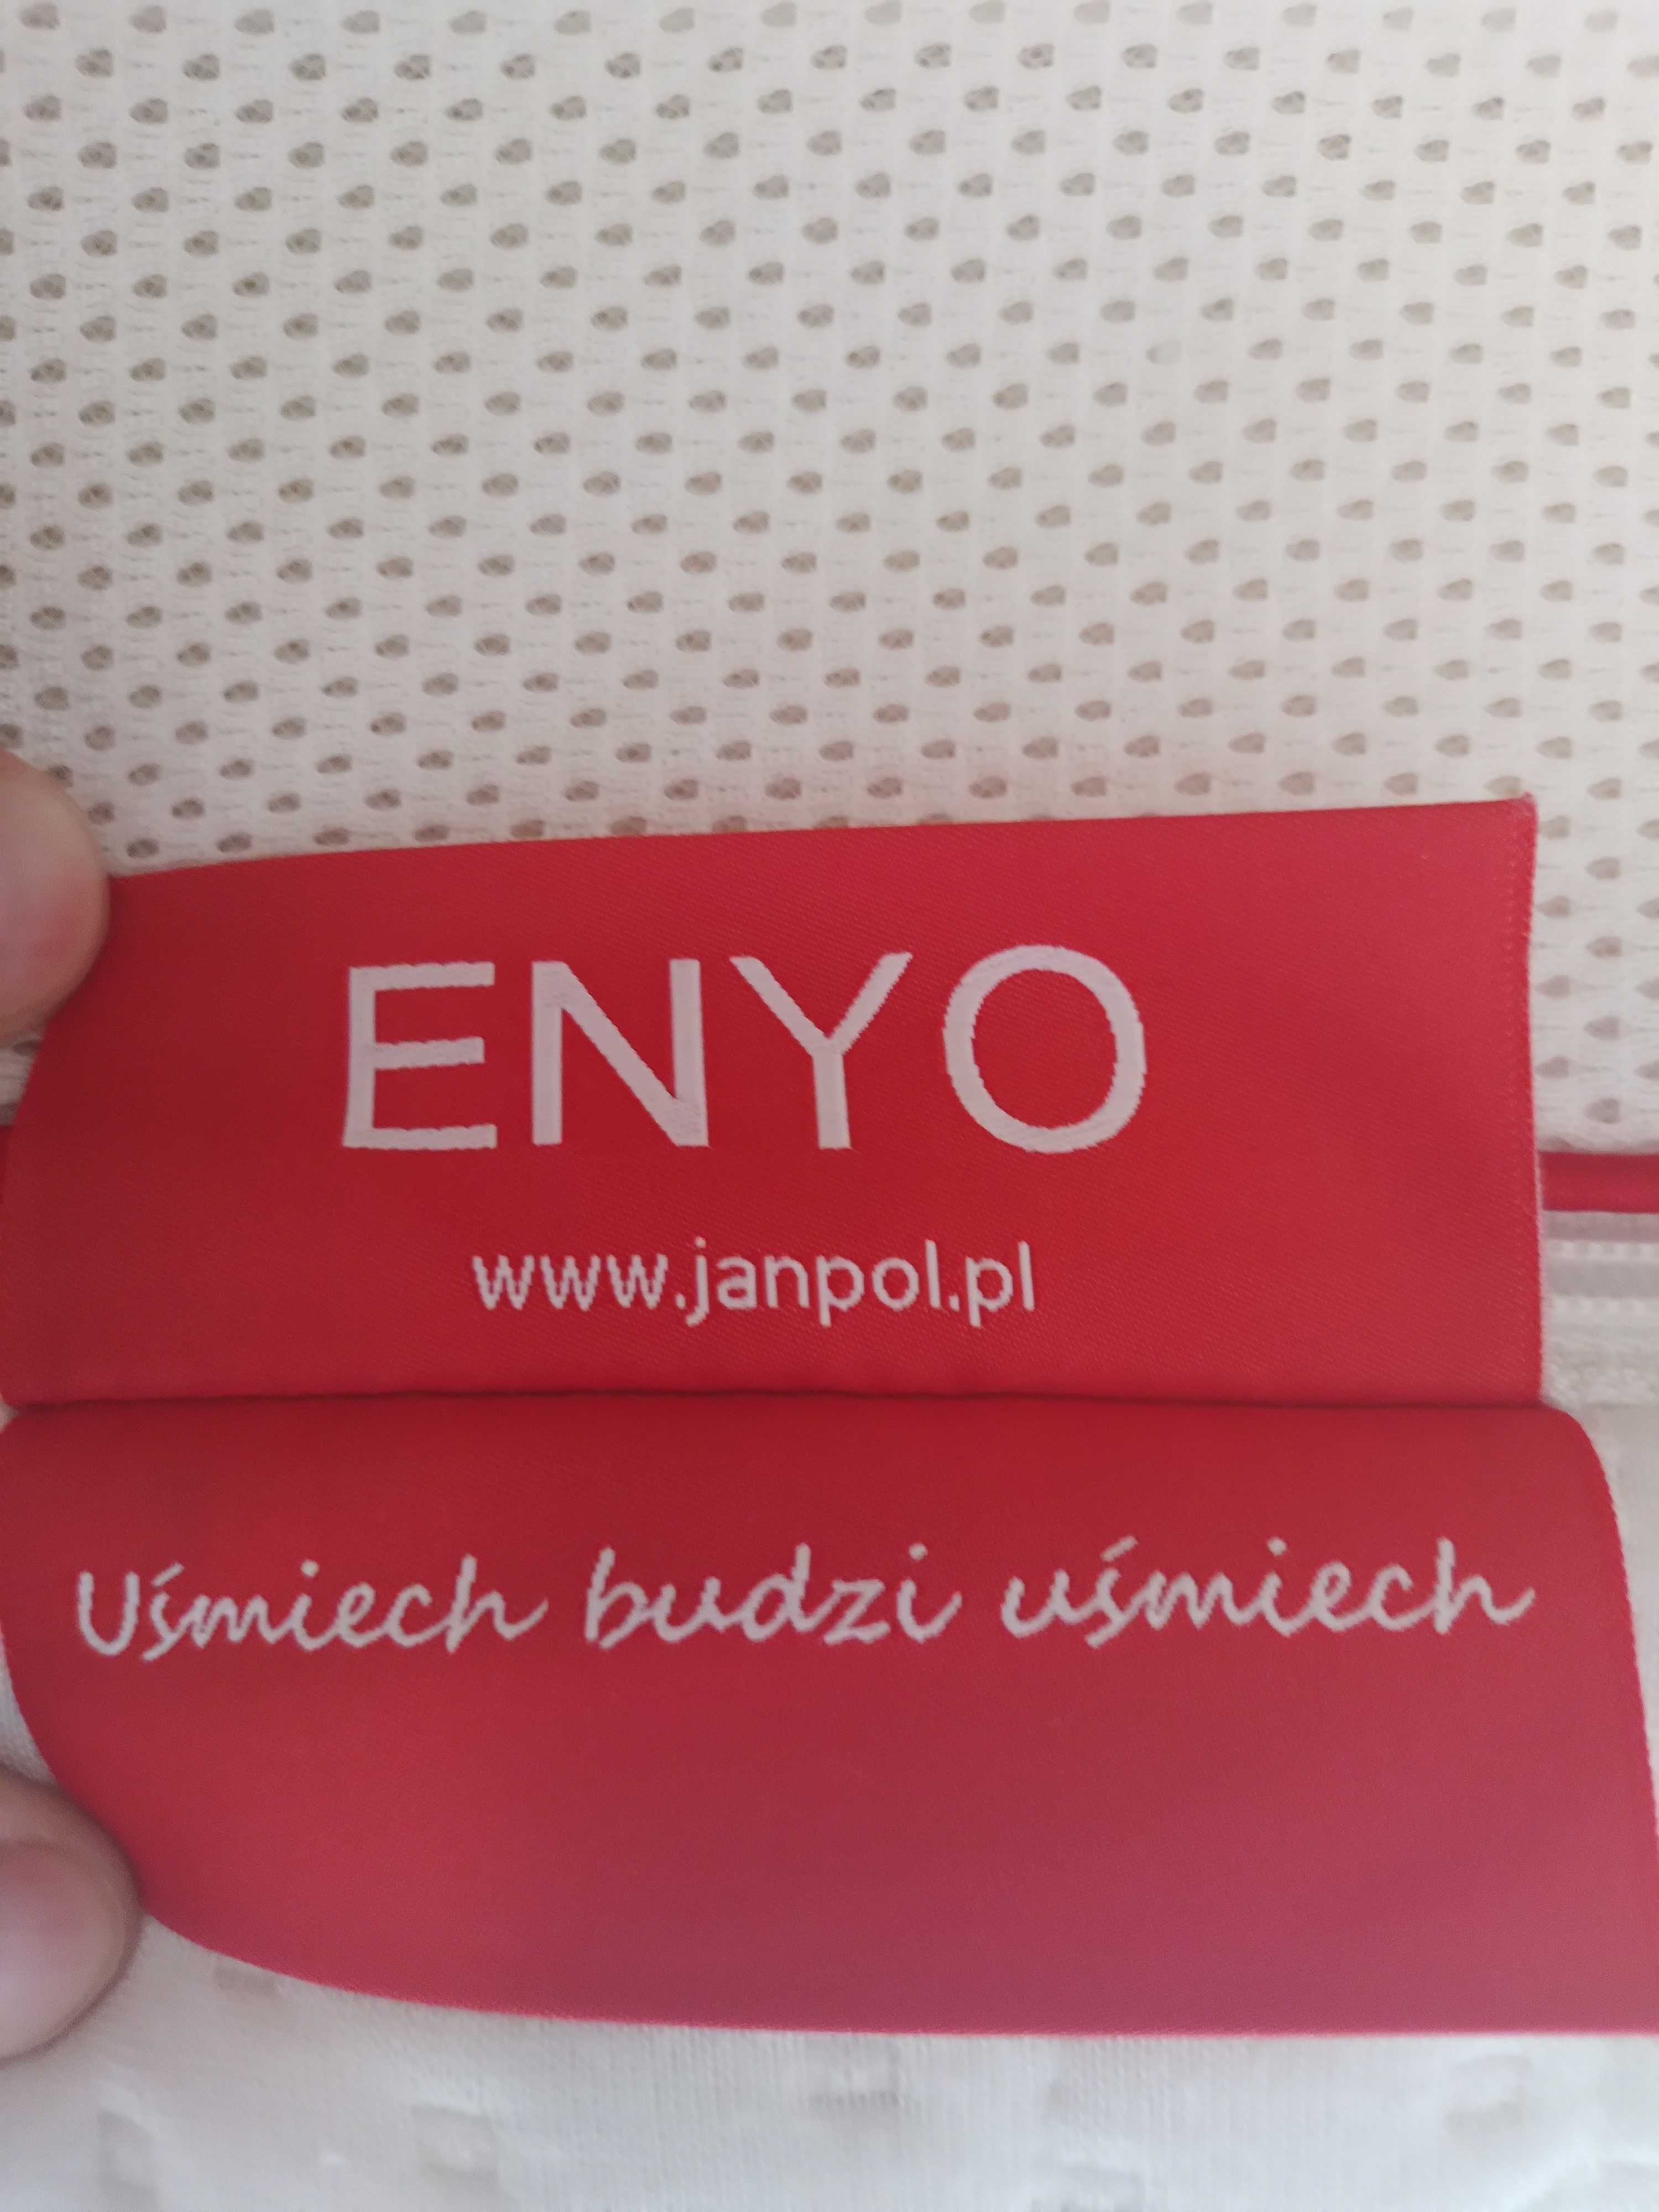 ENYO
www.janpol.pl
Uśmiech budzi uśmiech